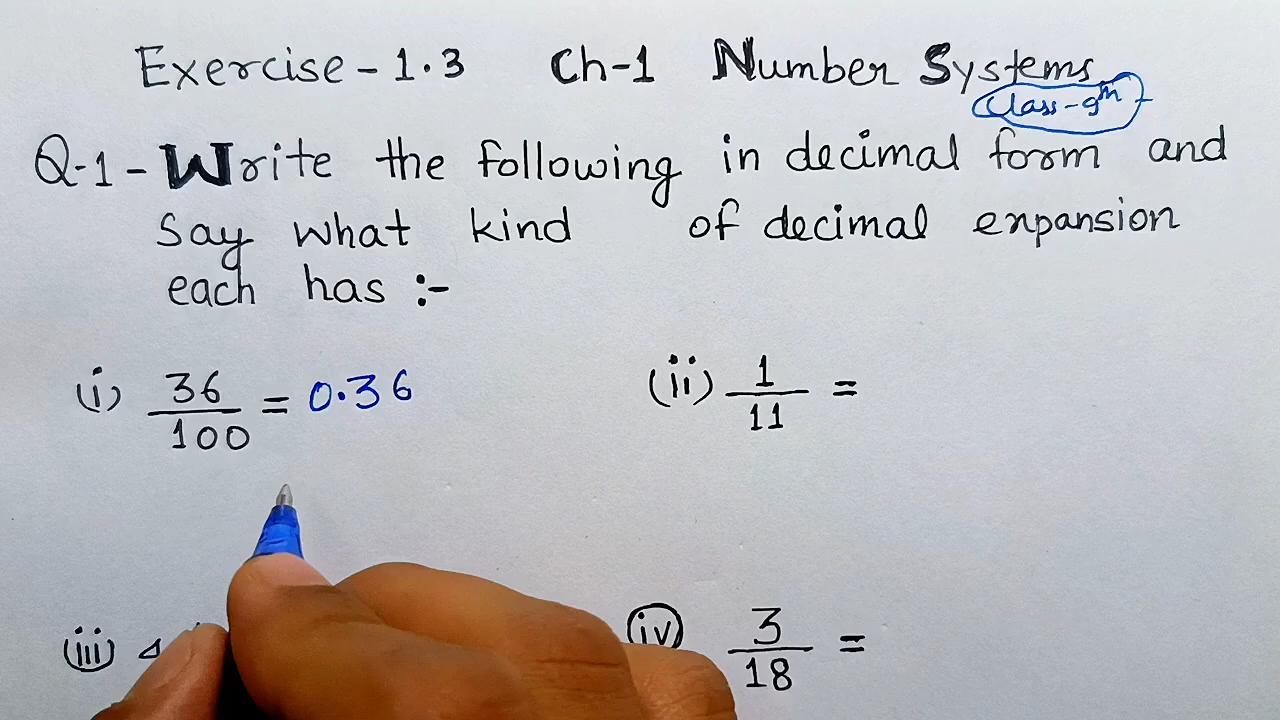 Exercise - 1.3 Ch-1 Number Systems
Class-9th
Q-1- Write the following in decimal form and
Say what kind of decimal expansion
each has :-
(i) 36/100 = 0.36 (ii) 1/11 =
(iii) 4 (iv) 3/18 =